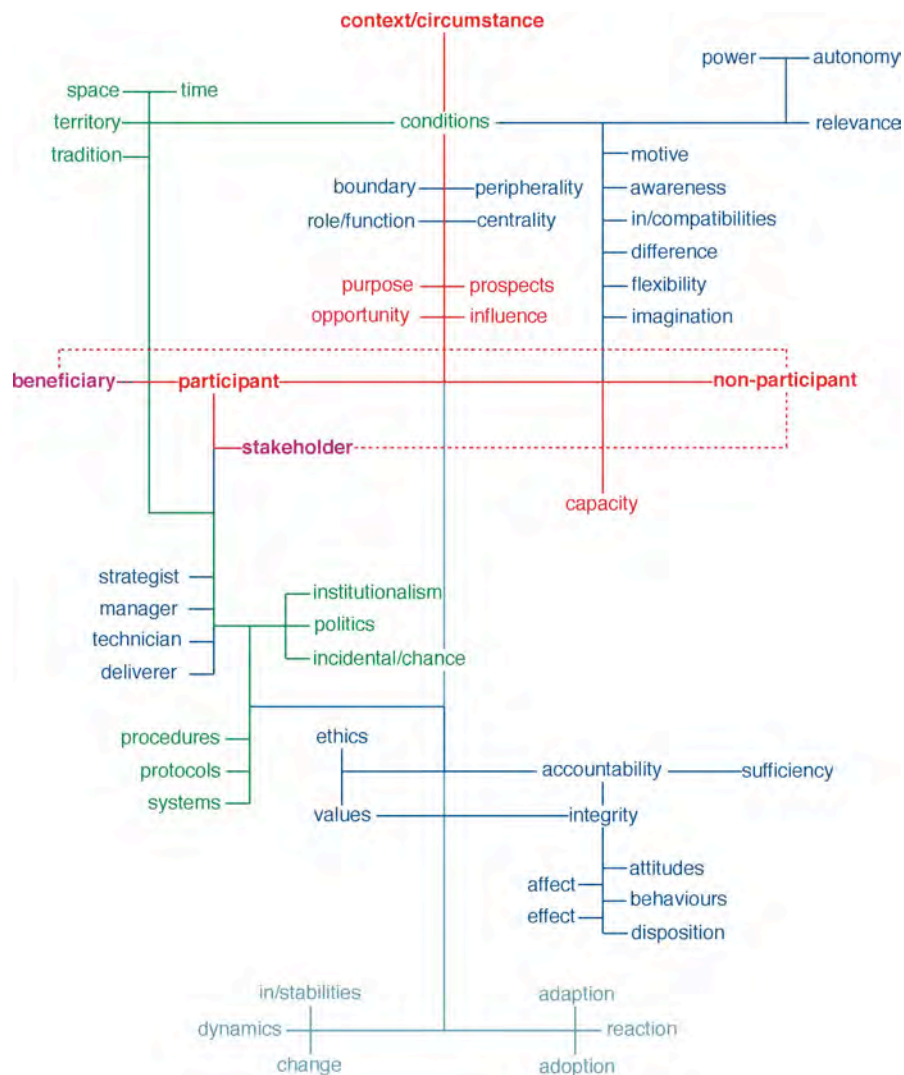 context/circumstance
power autonomy
space time
territory conditions relevance
tradition motive
boundary peripherality awareness
role/function centrality in/compatibilities
difference
purpose prospects flexibility
opportunity influence imagination
beneficiary participant non-participant
stakeholder
capacity
strategist institutionalism
manager politics
technician incidental/chance
deliverer
procedures ethics
protocols accountability sufficiency
systems values integrity
attitudes
affect behaviours
effect disposition
in/stabilities adaption
dynamics reaction
change adoption